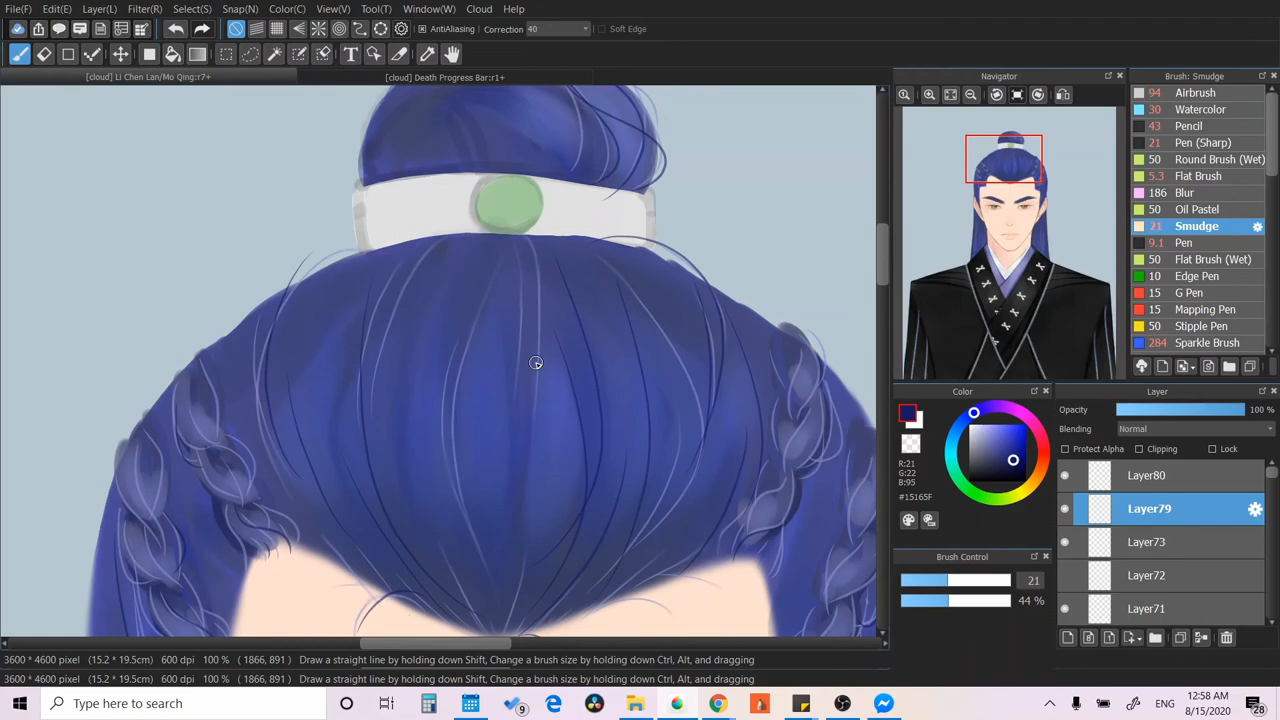 File(F) Edit(E) Layer(L) Filter(R) Select(S) Snap(N) Color(C) View(V) Tool(T) Window(W) Cloud Help
AntiAliasing Correction 40 Soft Edge
[cloud] Li Chen Lan/Mo Qing:r7+ [cloud] Death Progress Bar:r1+
Navigator
Brush: Smudge
94 Airbrush
30 Watercolor
43 Pencil
21 Pen (Sharp)
50 Round Brush (Wet)
5.3 Flat Brush
186 Blur
50 Oil Pastel
21 Smudge
9.1 Pen
50 Flat Brush (Wet)
10 Edge Pen
15 G Pen
15 Mapping Pen
50 Stipple Pen
284 Sparkle Brush
Color
R:21
G:22
B:95
#15165F
Brush Control
21
44 %
Layer
Opacity 100 %
Blending Normal
Protect Alpha Clipping Lock
Layer80
Layer79
Layer73
Layer72
Layer71
3600 * 4600 pixel (15.2 * 19.5cm) 600 dpi 100 % ( 1866, 891 ) Draw a straight line by holding down Shift, Change a brush size by holding down Ctrl, Alt, and dragging
3600 * 4600 pixel (15.2 * 19.5cm) 600 dpi 100 % ( 1866, 891 ) Draw a straight line by holding down Shift, Change a brush size by holding down Ctrl, Alt, and dragging
Type here to search
9
ENG
12:58 AM
8/15/2020
28